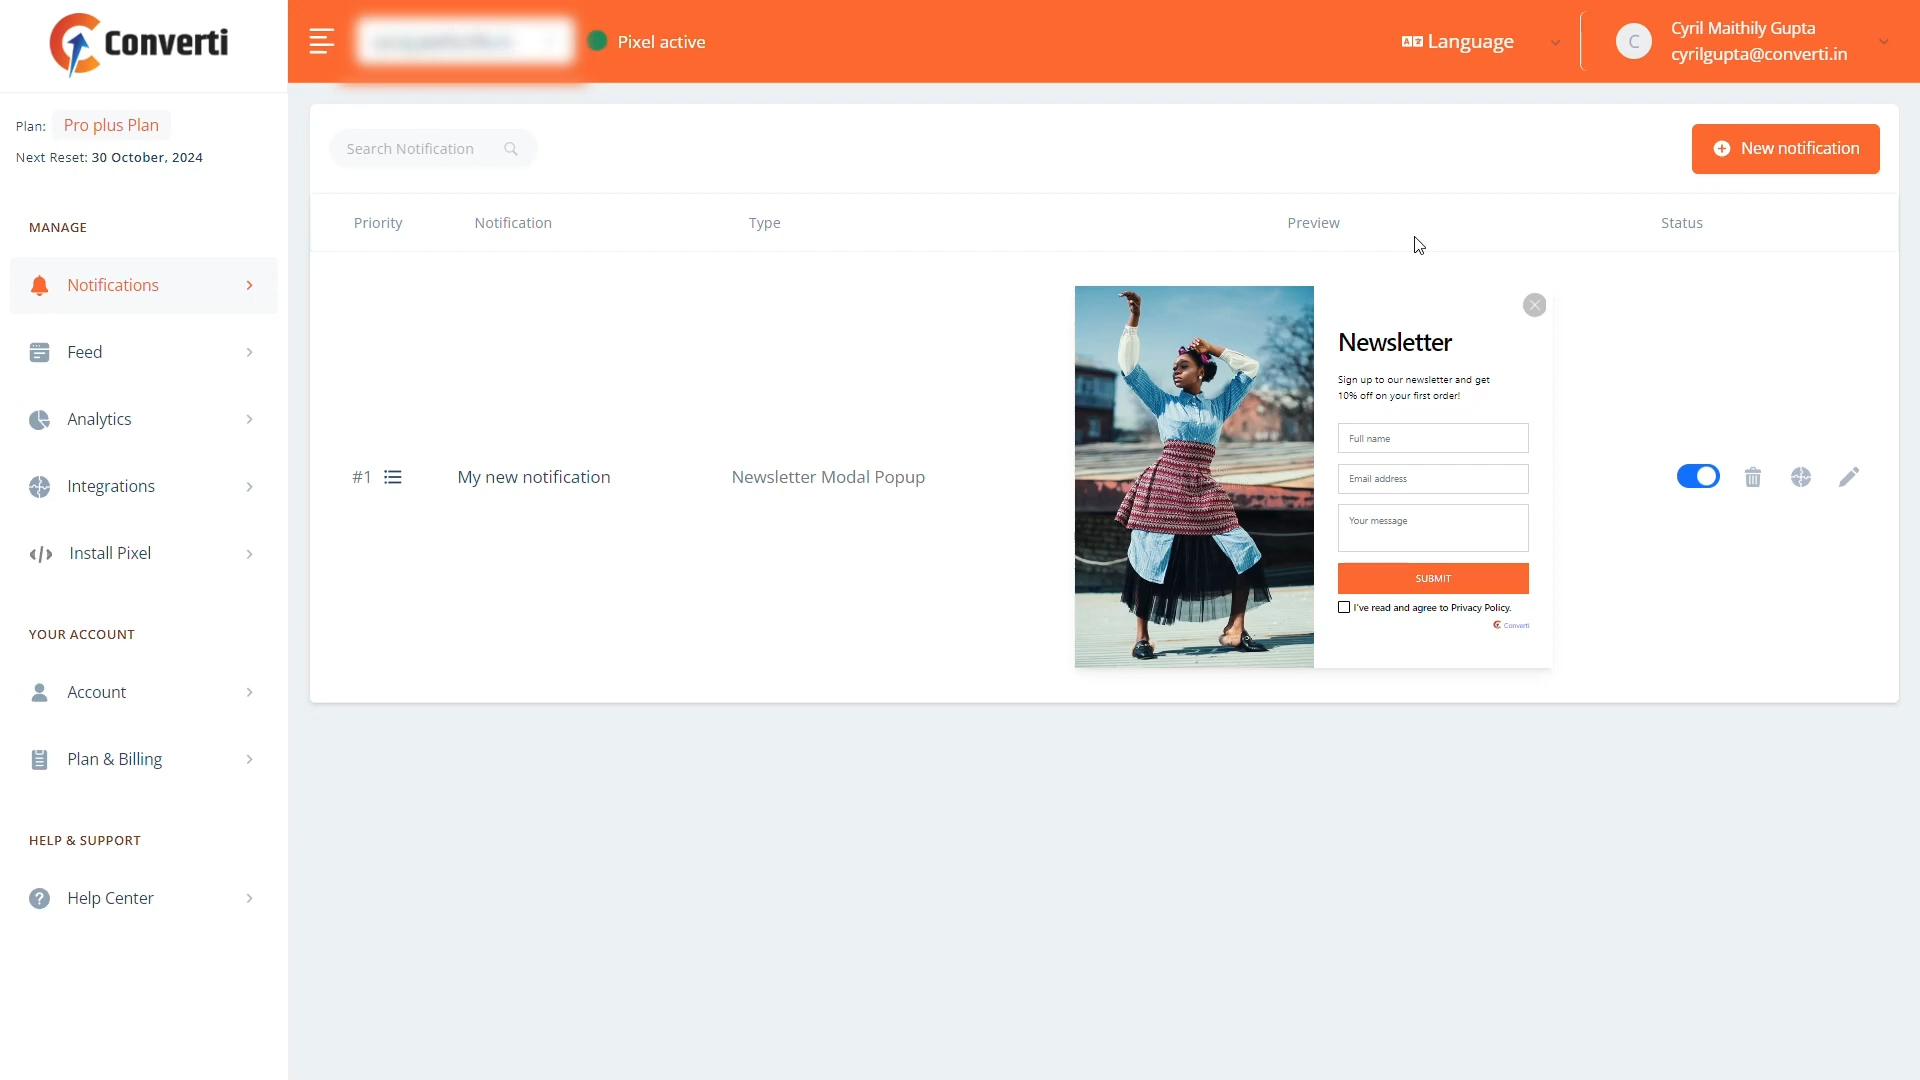 Converti
Pixel active
Language
C
Cyril Maithily Gupta
cyrilgupta@converti.in
Plan: Pro plus Plan
Next Reset: 30 October, 2024
MANAGE
Notifications
Feed
Analytics
Integrations
Install Pixel
YOUR ACCOUNT
Account
Plan & Billing
HELP & SUPPORT
Help Center
Search Notification
New notification
Priority Notification Type Preview Status
#1 My new notification Newsletter Modal Popup
Newsletter
Sign up to our newsletter and get
10% off on your first order!
Full name
Email address
Your message
SUBMIT
I've read and agree to Privacy Policy.
Converti